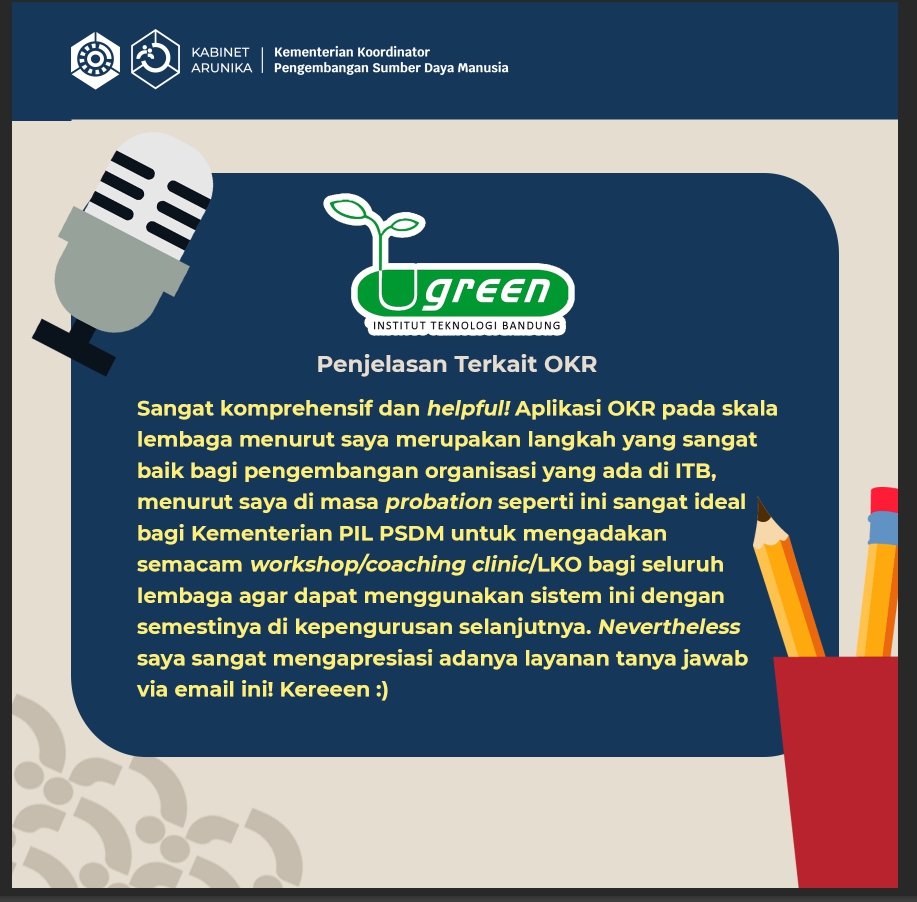 KABINET
ARUNIKA
Kementerian Koordinator
Pengembangan Sumber Daya Manusia
Ugreen
INSTITUT TEKNOLOGI BANDUNG
Penjelasan Terkait OKR
Sangat komprehensif dan helpful! Aplikasi OKR pada skala
lembaga menurut saya merupakan langkah yang sangat
baik bagi pengembangan organisasi yang ada di ITB,
menurut saya di masa probation seperti ini sangat ideal
bagi Kementerian PIL PSDM untuk mengadakan
semacam workshop/coaching clinic/LKO bagi seluruh
lembaga agar dapat menggunakan sistem ini dengan
semestinya di kepengurusan selanjutnya. Nevertheless
saya sangat mengapresiasi adanya layanan tanya jawab
via email ini! Kereeen :)